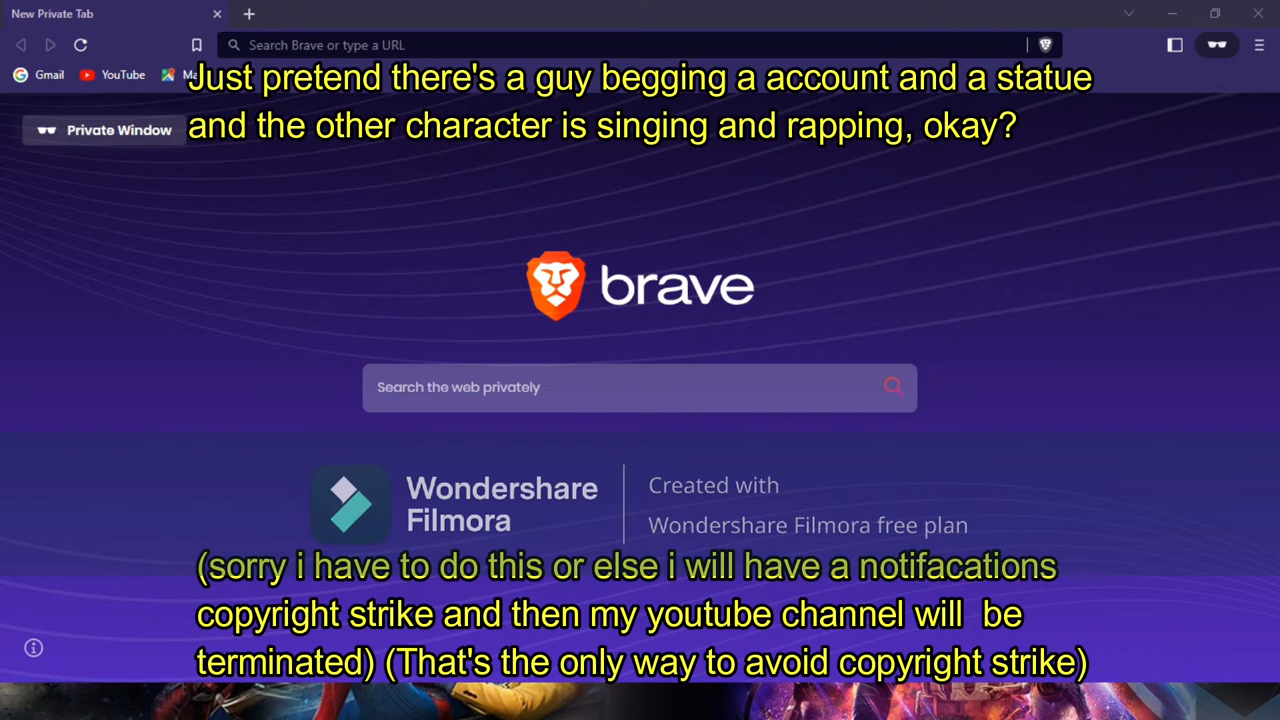 New Private Tab
Search Brave or type a URL
Gmail
YouTube
Just pretend there's a guy begging a account and a statue
and the other character is singing and rapping, okay?
Private Window
brave
Search the web privately
Wondershare
Filmora
Created with
Wondershare Filmora free plan
(sorry i have to do this or else i will have a notifacations
copyright strike and then my youtube channel will  be
terminated) (That's the only way to avoid copyright strike)